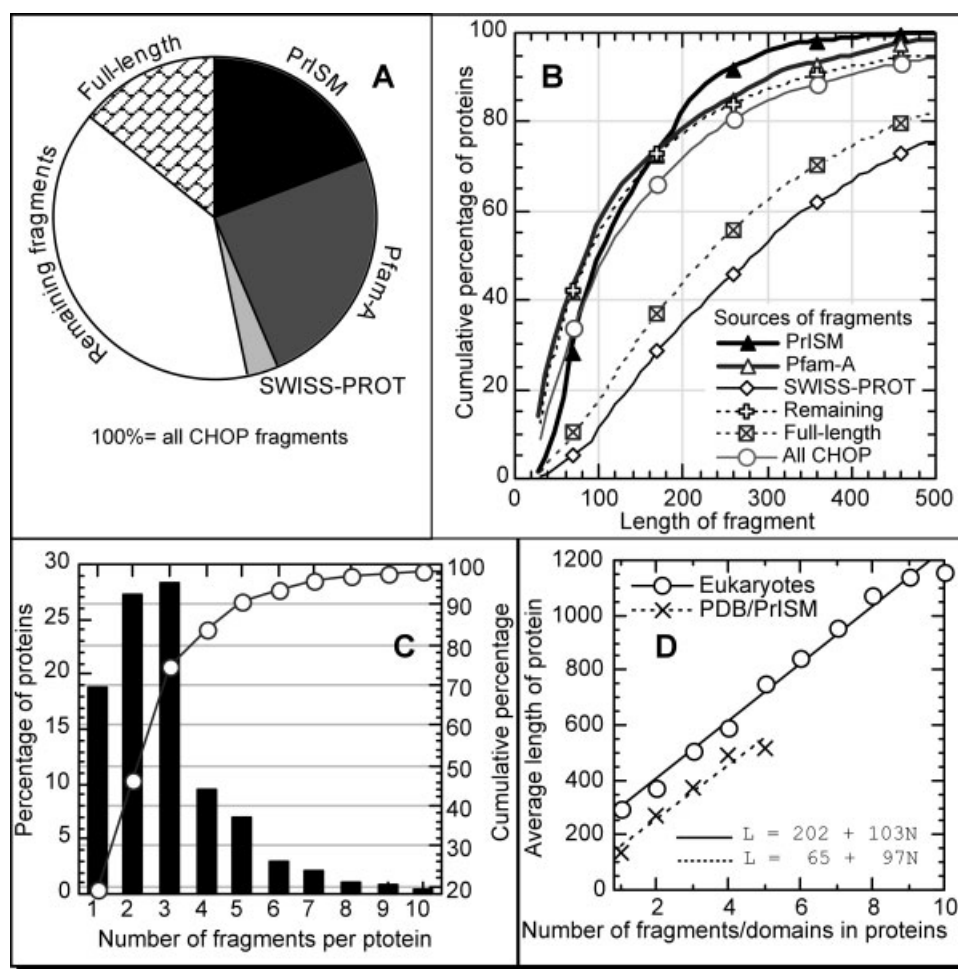 A
Full-length
PrISM
Pfam-A
SWISS-PROT
Remaining fragments
100%= all CHOP fragments
B
Cumulative percentage of proteins
100
80
60
40
20
0
0 100 200 300 400 500
Length of fragment
Sources of fragments
PrISM
Pfam-A
SWISS-PROT
Remaining
Full-length
All CHOP
C
Percentage of proteins
30
25
20
15
10
5
0
Cumulative percentage
100
90
80
70
60
50
40
30
20
1 2 3 4 5 6 7 8 9 10
Number of fragments per ptotein
D
Average length of protein
1200
1000
800
600
400
200
0
Eukaryotes
PDB/PrISM
L = 202 + 103N
L = 65 + 97N
2 4 6 8 10
Number of fragments/domains in proteins